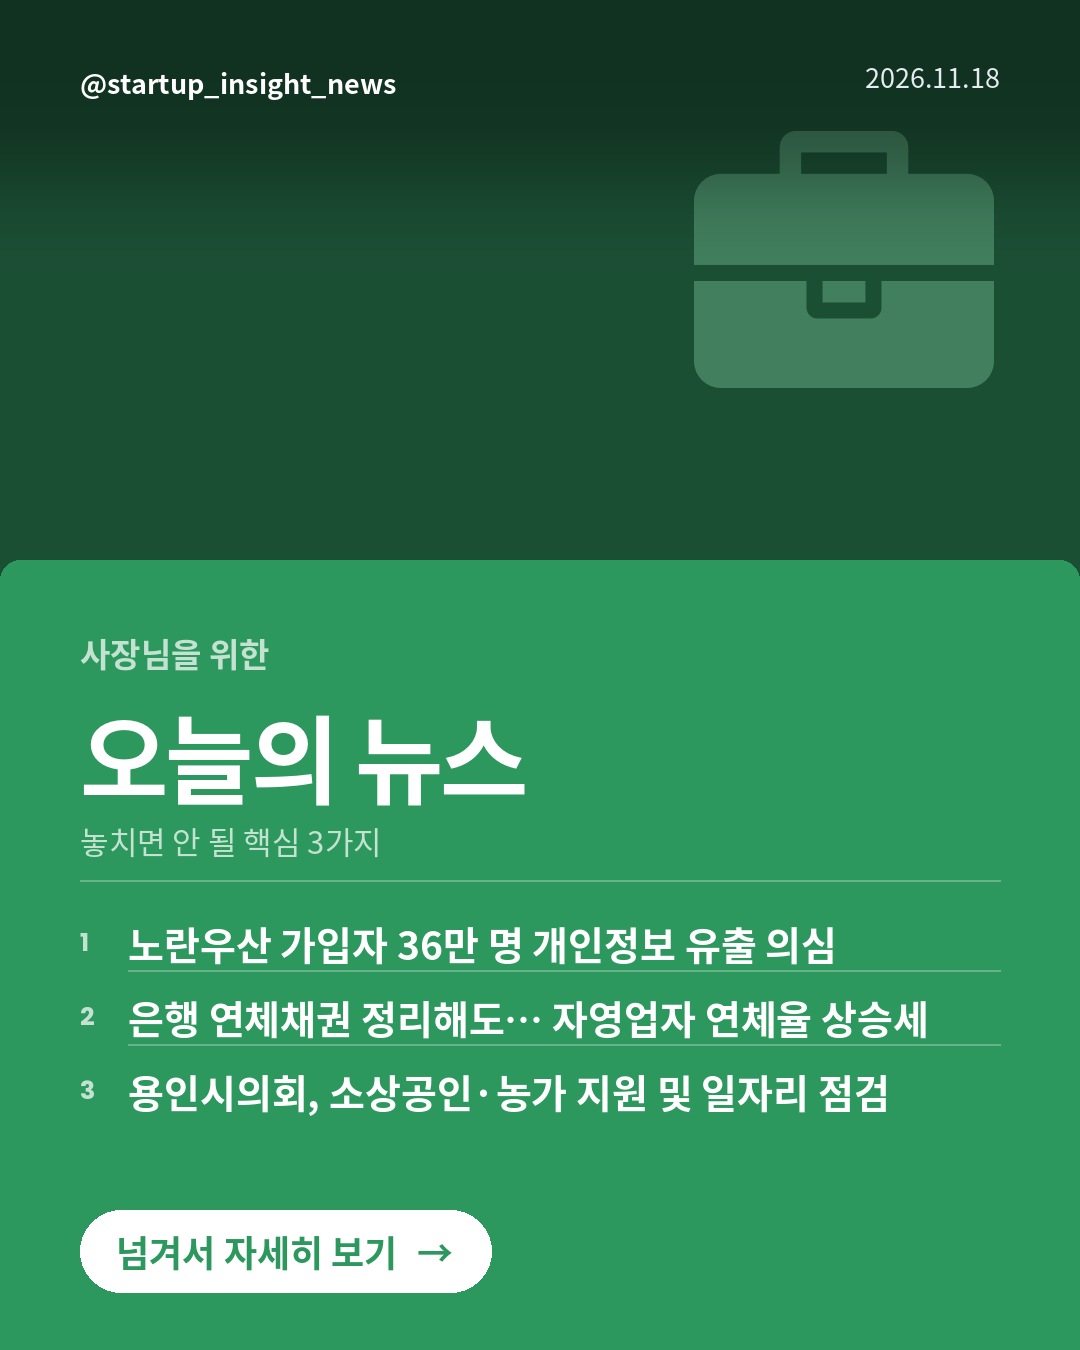 @startup_insight_news
2026.11.18
사장님을 위한
오늘의 뉴스
놓치면 안 될 핵심 3가지
1 노란우산 가입자 36만 명 개인정보 유출 의심
2 은행 연체채권 정리해도… 자영업자 연체율 상승세
3 용인시의회, 소상공인·농가 지원 및 일자리 점검
넘겨서 자세히 보기 →